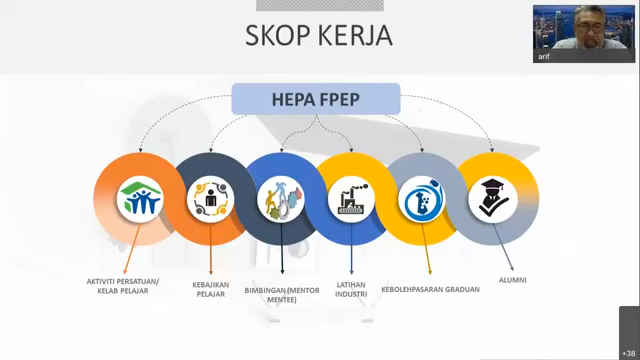 SKOP KERJA
arif
HEPA FPEP
AKTIVITI PERSATUAN/
KELAB PELAJAR
KEBAJIKAN
PELAJAR
BIMBINGAN (MENTOR
MENTEE)
LATIHAN
INDUSTRI
KEBOLEHPASARAN GRADUAN
ALUMNI
+38